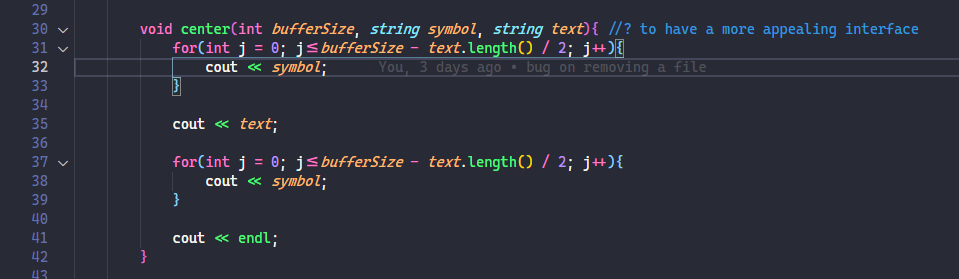 29
30 void center(int bufferSize, string symbol, string text){ //? to have a more appealing interface
31 for(int j = 0; j≤bufferSize - text.length() / 2; j++){
32 cout << symbol; You, 3 days ago • bug on removing a file
33 }
34
35 cout << text;
36
37 for(int j = 0; j≤bufferSize - text.length() / 2; j++){
38 cout << symbol;
39 }
40
41 cout << endl;
42 }
43